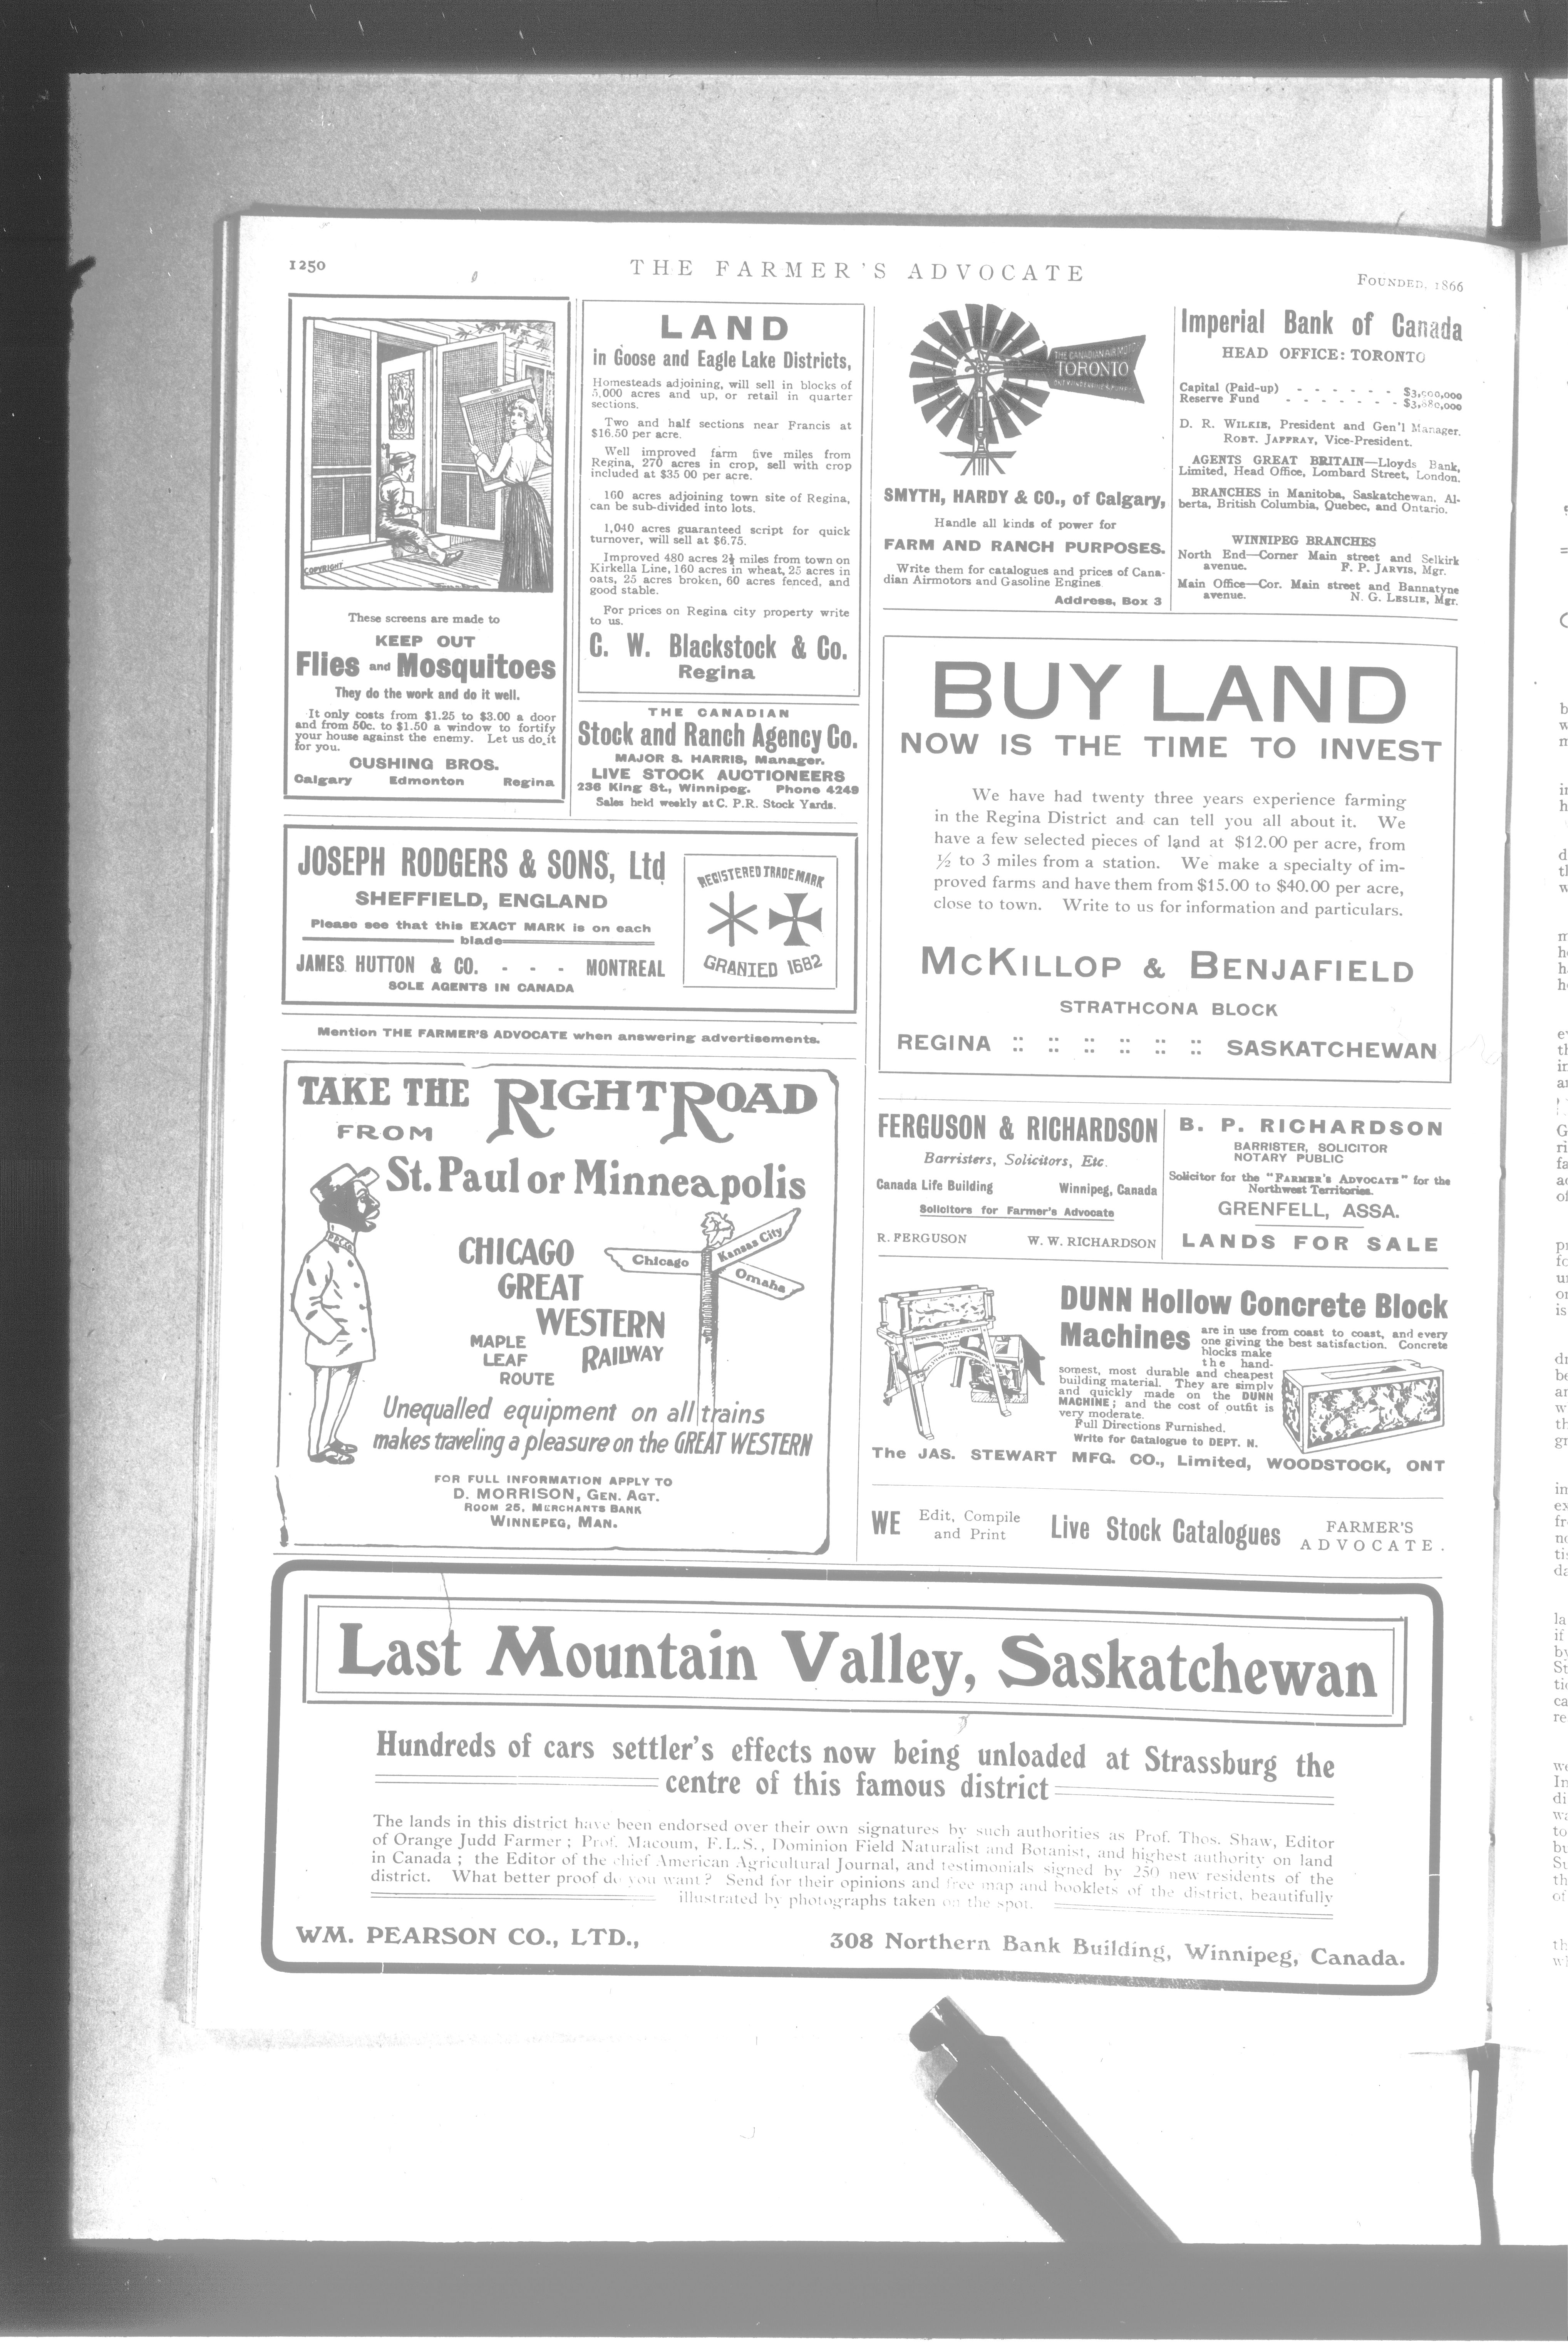 1250
THE FARMER'S ADVOCATE
FOUNDED, 1866
COPYRIGHT
These screens are made to
KEEP OUT
Flies and Mosquitoes
They do the work and do it well.
It only costs from $1.25 to $3.00 a door
and from 50c. to $1.50 a window to fortify
your house against the enemy. Let us do it
for you.
CUSHING BROS.
Calgary Edmonton Regina
LAND
in Goose and Eagle Lake Districts,
Homesteads adjoining, will sell in blocks of
5,000 acres and up, or retail in quarter
sections.
Two and half sections near Francis at
$16.50 per acre.
Well improved farm five miles from
Regina, 270 acres in crop, sell with crop
included at $35 00 per acre.
160 acres adjoining town site of Regina,
can be sub-divided into lots.
1,040 acres guaranteed script for quick
turnover, will sell at $6.75.
Improved 480 acres 2½ miles from town on
Kirkella Line, 160 acres in wheat, 25 acres in
oats, 25 acres broken, 60 acres fenced, and
good stable.
For prices on Regina city property write
to us.
C. W. Blackstock & Co.
Regina
THE CANADIAN
Stock and Ranch Agency Co.
MAJOR S. HARRIS, Manager.
LIVE STOCK AUCTIONEERS
236 King St., Winnipeg. Phone 4249
Sales held weekly at C. P.R. Stock Yards.
JOSEPH RODGERS & SONS, Ltd
SHEFFIELD, ENGLAND
Please see that this EXACT MARK is on each
blade
JAMES HUTTON & CO. - - - MONTREAL
SOLE AGENTS IN CANADA
REGISTERED TRADE MARK
GRANTED 1682
Mention THE FARMER'S ADVOCATE when answering advertisements.
TAKE THE RIGHT ROAD
FROM
St. Paul or Minneapolis
CHICAGO
GREAT
WESTERN
RAILWAY
MAPLE
LEAF
ROUTE
Chicago
Kansas City
Omaha
Unequalled equipment on all trains
makes traveling a pleasure on the GREAT WESTERN
FOR FULL INFORMATION APPLY TO
D. MORRISON, GEN. AGT.
ROOM 25, MERCHANTS BANK
WINNEPEG, MAN.
THE CANADIAN AIRMOTOR
TORONTO
SMYTH, HARDY & CO., of Calgary,
Handle all kinds of power for
FARM AND RANCH PURPOSES.
Write them for catalogues and prices of Cana-
dian Airmotors and Gasoline Engines
Address, Box 3
Imperial Bank of Canada
HEAD OFFICE: TORONTO
Capital (Paid-up) - - - - - - $3,900,000
Reserve Fund - - - - - - -
D. R. WILKIE, President and Gen'l Manager.
ROBT. JAFFRAY, Vice-President.
AGENTS GREAT BRITAIN—Lloyds Bank,
Limited, Head Office, Lombard Street, London.
BRANCHES in Manitoba, Saskatchewan, Al-
berta, British Columbia, Quebec, and Ontario.
WINNIPEG BRANCHES
North End—Corner Main street and Selkirk
avenue. F. P. JARVIS, Mgr.
Main Office—Cor. Main street and Bannatyne
avenue. N. G. LESLIE, Mgr.
BUY LAND
NOW IS THE TIME TO INVEST
We have had twenty three years experience farming
in the Regina District and can tell you all about it. We
have a few selected pieces of land at $12.00 per acre, from
½ to 3 miles from a station. We make a specialty of im-
proved farms and have them from $15.00 to $40.00 per acre,
close to town. Write to us for information and particulars.
MCKILLOP & BENJAFIELD
STRATHCONA BLOCK
REGINA :: :: :: :: :: :: SASKATCHEWAN
FERGUSON & RICHARDSON
Barristers, Solicitors, Etc.
Canada Life Building Winnipeg, Canada
Solicitors for Farmer's Advocate
R. FERGUSON W. W. RICHARDSON
B. P. RICHARDSON
BARRISTER, SOLICITOR
NOTARY PUBLIC
Solicitor for the "FARMER'S ADVOCATE" for the
Northwest Territories.
GRENFELL, ASSA.
LANDS FOR SALE
DUNN Hollow Concrete Block
Machines are in use from coast to coast, and every
one giving the best satisfaction. Concrete
blocks make
the hand-
somest, most durable and cheapest
building material. They are simply
and quickly made on the DUNN
MACHINE; and the cost of outfit is
very moderate.
Full Directions Furnished.
Write for Catalogue to DEPT. N.
The JAS. STEWART MFG. CO., Limited, WOODSTOCK, ONT
WE Edit, Compile
and Print Live Stock Catalogues FARMER'S
ADVOCATE.
Last Mountain Valley, Saskatchewan
Hundreds of cars settler's effects now being unloaded at Strassburg the
centre of this famous district
The lands in this district have been endorsed over their own signatures by such authorities as Prof. Thos. Shaw, Editor
of Orange Judd Farmer; Prof. Macoum, F.L.S., Dominion Field Naturalist and Botanist, and highest authority on land
in Canada; the Editor of the chief American Agricultural Journal, and testimonials signed by 250 new residents of the
district. What better proof do you want? Send for their opinions and free map and booklets of the district, beautifully
illustrated by photographs taken on the spot.
WM. PEARSON CO., LTD., 308 Northern Bank Building, Winnipeg, Canada.